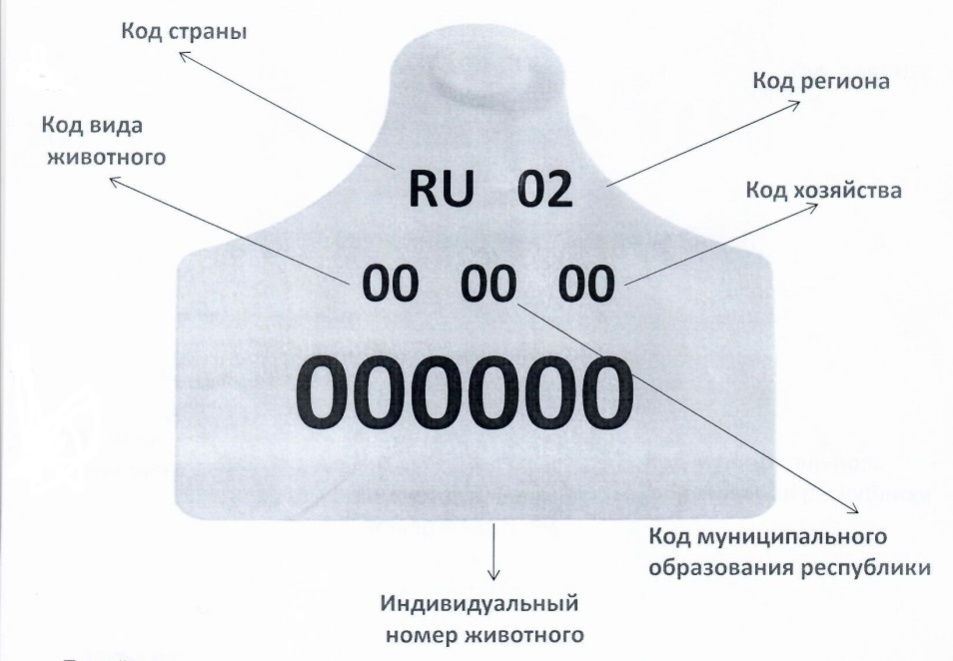 Код страны
Код региона
Код вида
животного
RU 02
Код хозяйства
00 00 00
000000
Код муниципального
образования республики
Индивидуальный
номер животного